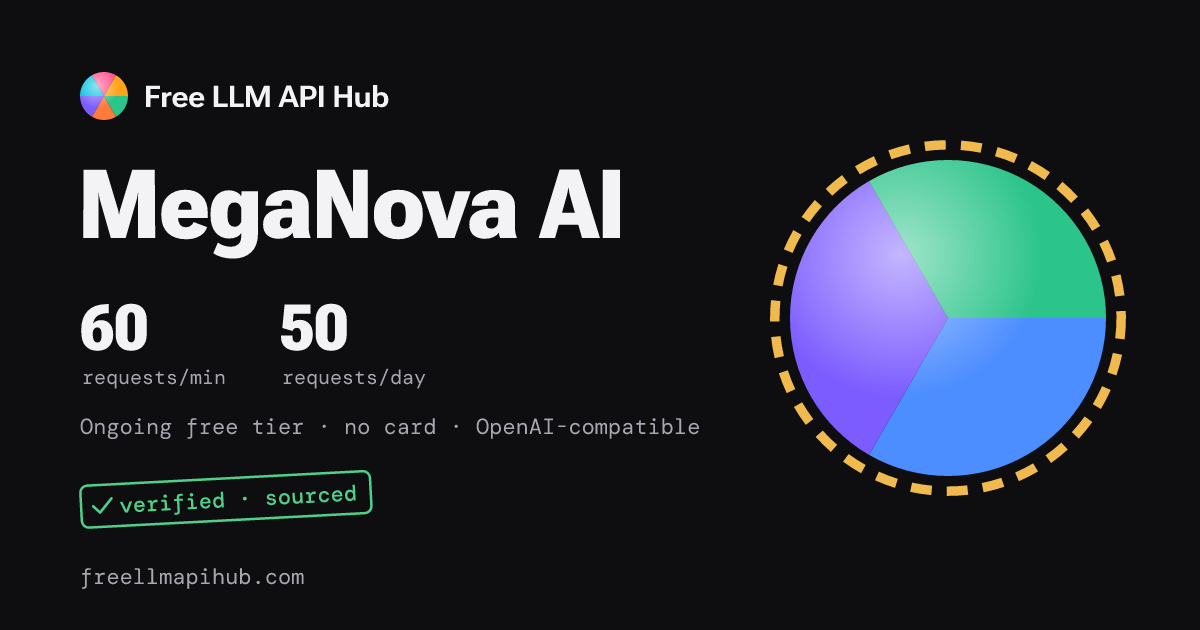 Free LLM API Hub
MegaNova AI
60 50
requests/min requests/day
Ongoing free tier · no card · OpenAI-compatible
verified · sourced
freellmapihub.com